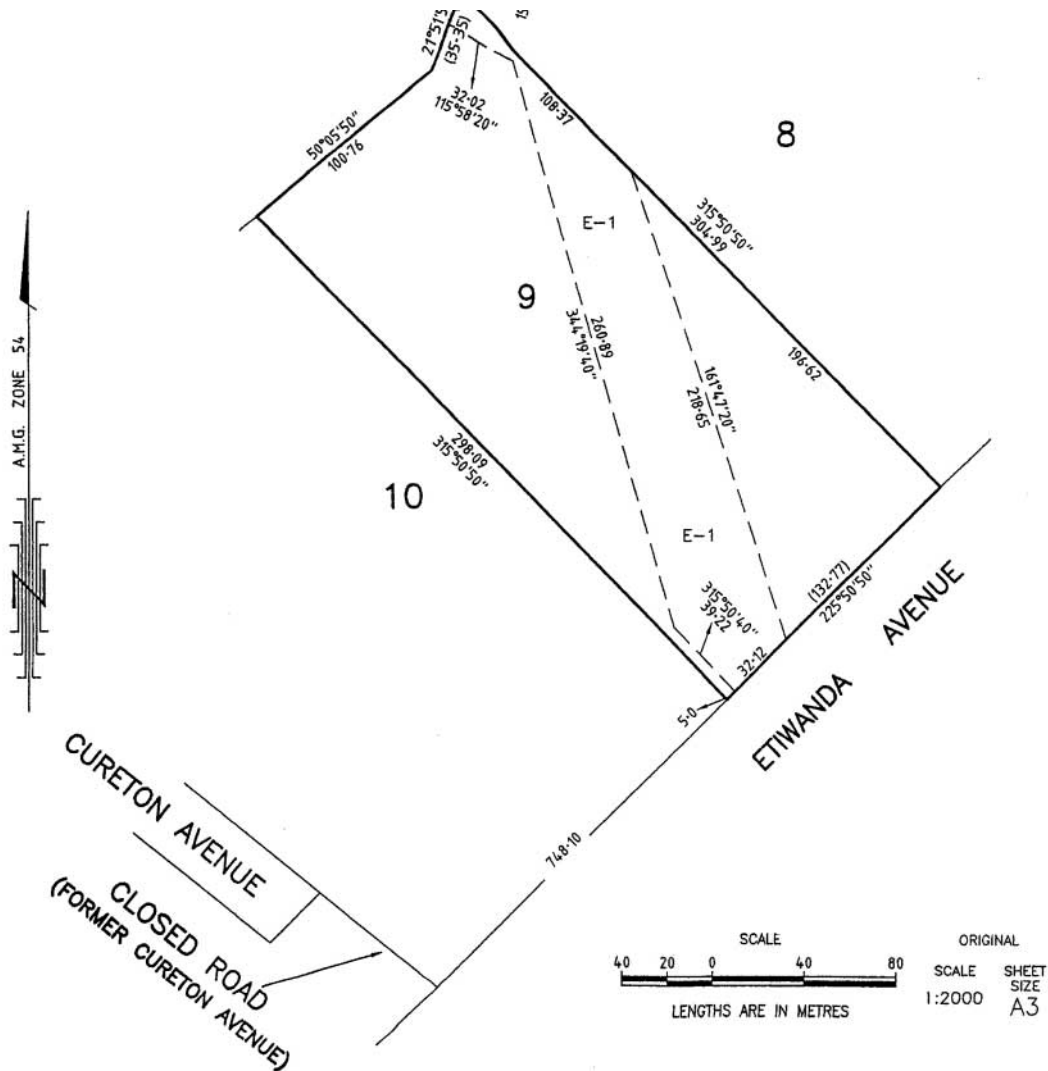 21°51'5
(35·35)
15
32·02
115°58'20"
108·37
8
50°05'50"
100·76
315°50'50"
304·99
E-1
9
260·89
344°19'40"
161°47'20"
218·65
196·62
A.M.G. ZONE 54
298·09
315°50'50"
10
E-1
315°50'40"
39·22
(132·77)
225°50'50"
32·12
5·0
ETIWANDA AVENUE
748·10
CURETON AVENUE
CLOSED ROAD
(FORMER CURETON AVENUE)
SCALE
40 20 0 40 80
LENGTHS ARE IN METRES
ORIGINAL
SCALE SHEET
SIZE
1:2000 A3